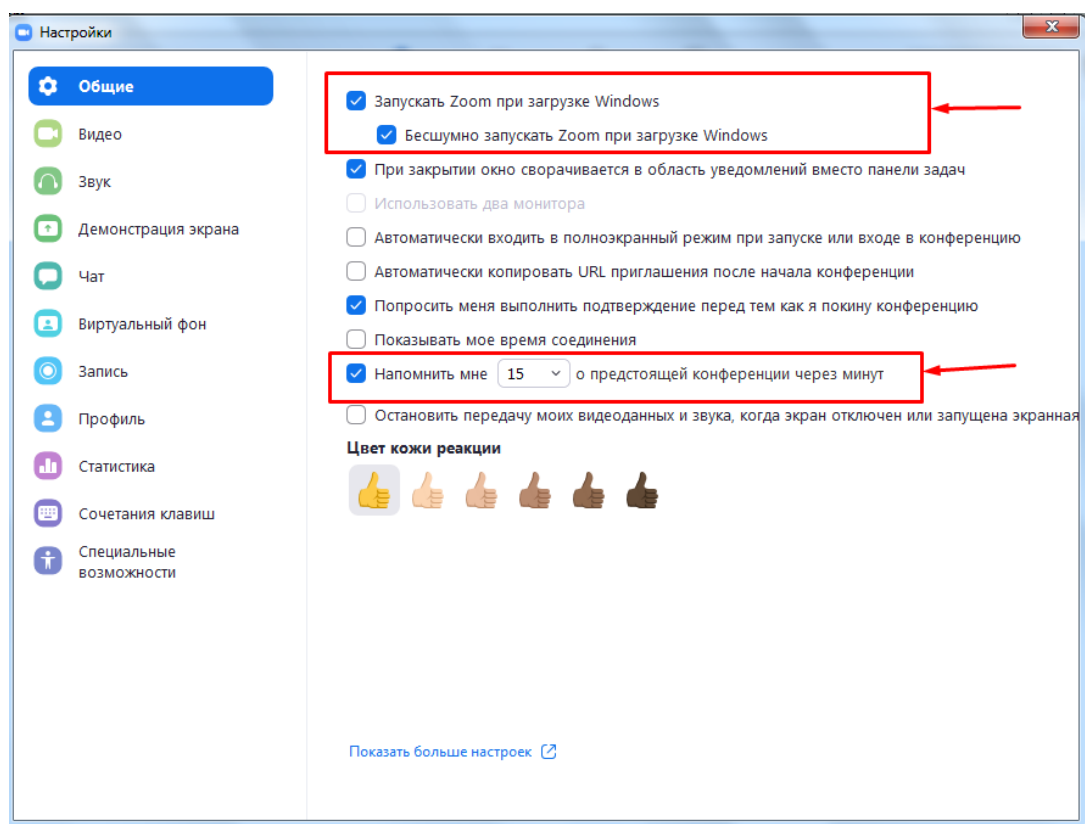 Настройки
Общие
Видео
Звук
Демонстрация экрана
Чат
Виртуальный фон
Запись
Профиль
Статистика
Сочетания клавиш
Специальные
возможности
Запускать Zoom при загрузке Windows
Бесшумно запускать Zoom при загрузке Windows
При закрытии окно сворачивается в область уведомлений вместо панели задач
Использовать два монитора
Автоматически входить в полноэкранный режим при запуске или входе в конференцию
Автоматически копировать URL приглашения после начала конференции
Попросить меня выполнить подтверждение перед тем как я покину конференцию
Показывать мое время соединения
Напомнить мне 15 о предстоящей конференции через минут
Остановить передачу моих видеоданных и звука, когда экран отключен или запущена экранная
Цвет кожи реакции
Показать больше настроек